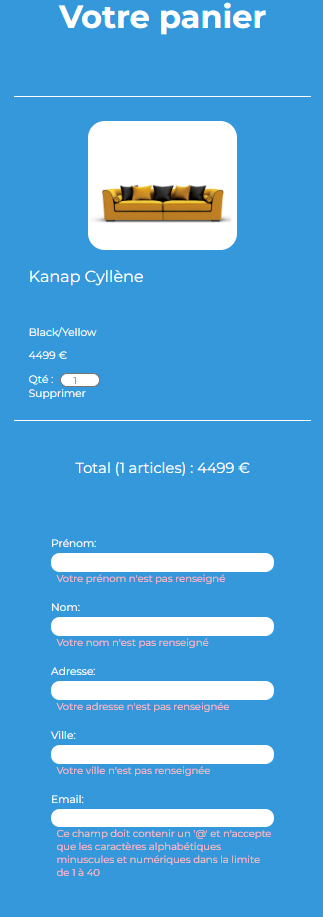 Votre panier
Kanap Cyllène
Black/Yellow
4499 €
Qté : 1
Supprimer
Total (1 articles) : 4499 €
Prénom:
Votre prénom n'est pas renseigné
Nom:
Votre nom n'est pas renseigné
Adresse:
Votre adresse n'est pas renseignée
Ville:
Votre ville n'est pas renseignée
Email:
Ce champ doit contenir un '@' et n'accepte
que les caractères alphabétiques
minuscules et numériques dans la limite
de 1 à 40